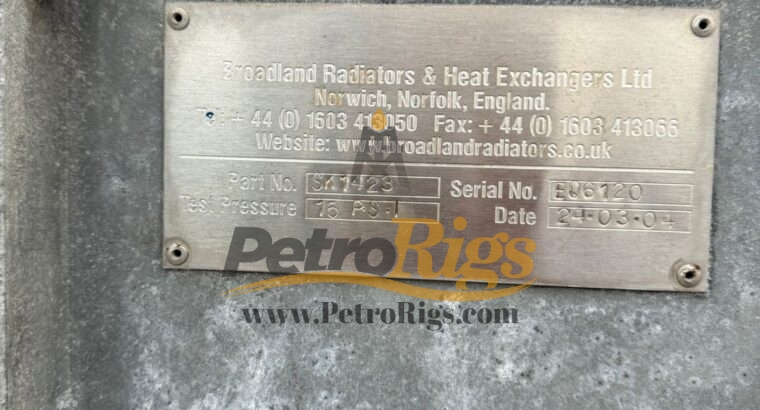 Broadland Radiators & Heat Exchangers Ltd
Norwich, Norfolk, England.
Tel: + 44 (0) 1603 413050 Fax: + 44 (0) 1603 413066
Website: www.broadlandradiators.co.uk
Part No. SK1423 Serial No. E06120
Test Pressure 15 P.S.I Date 24-03-04
PetroRigs
www.PetroRigs.com